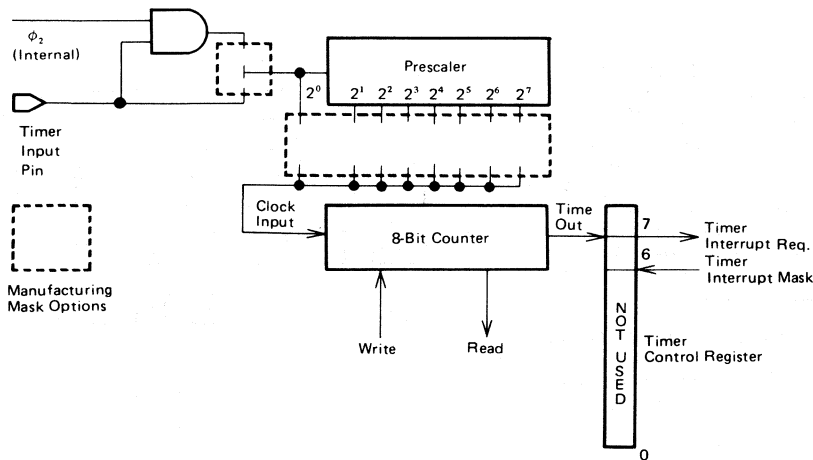 ϕ2
(Internal)
Timer
Input
Pin
Prescaler
2⁰ 2¹ 2² 2³ 2⁴ 2⁵ 2⁶ 2⁷
Clock
Input
8-Bit Counter
Time
Out
7
6
Timer
Interrupt Req.
Timer
Interrupt Mask
Manufacturing
Mask Options
Write
Read
NOT USED
Timer
Control Register
0